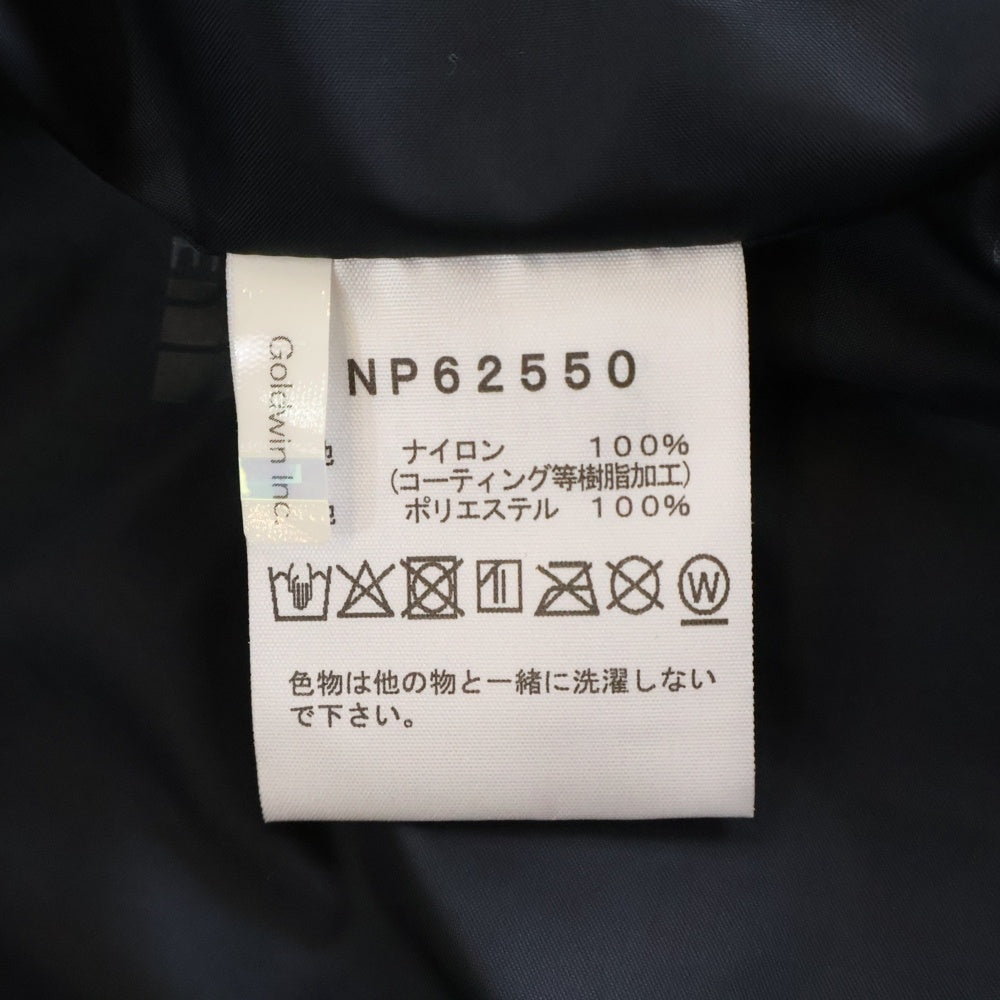 NP62550
Goldwin Inc.
地 ナイロン 100%
(コーティング等樹脂加工)
地 ポリエステル 100%
W
色物は他の物と一緒に洗濯しない
で下さい。